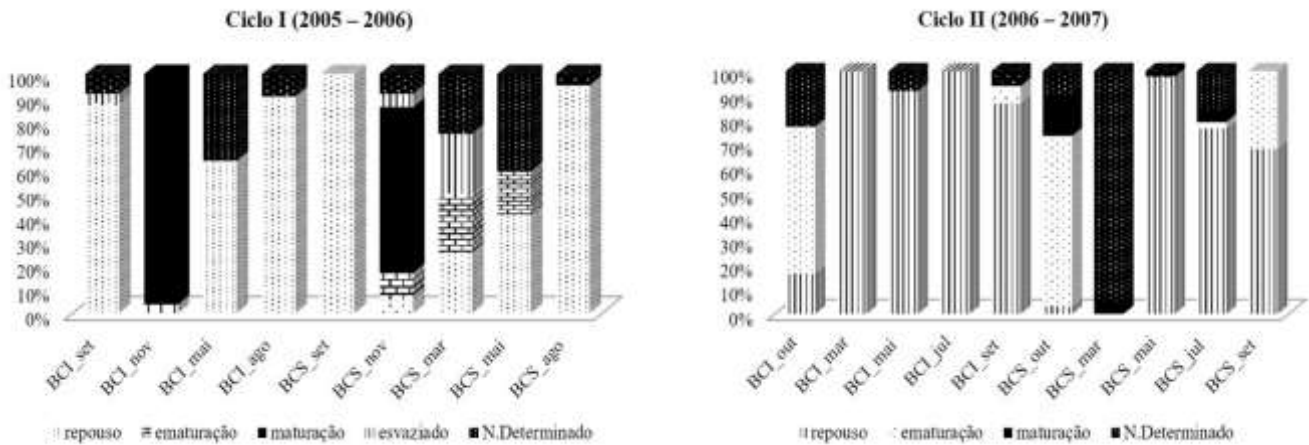 Ciclo I (2005 – 2006)
100%
90%
80%
70%
60%
50%
40%
30%
20%
10%
0%
BCI_set
BCI_nov
BCI_mai
BCI_ago
BCS_set
BCS_nov
BCS_mar
BCS_mai
BCS_ago
repouso ematuração maturação esvaziado N.Determinado
Ciclo II (2006 – 2007)
100%
90%
80%
70%
60%
50%
40%
30%
20%
10%
0%
BCI_out
BCI_mar
BCI_mai
BCI_jul
BCI_set
BCS_out
BCS_mar
BCS_mai
BCS_jul
BCS_set
repouso ematuração maturação N.Determinado